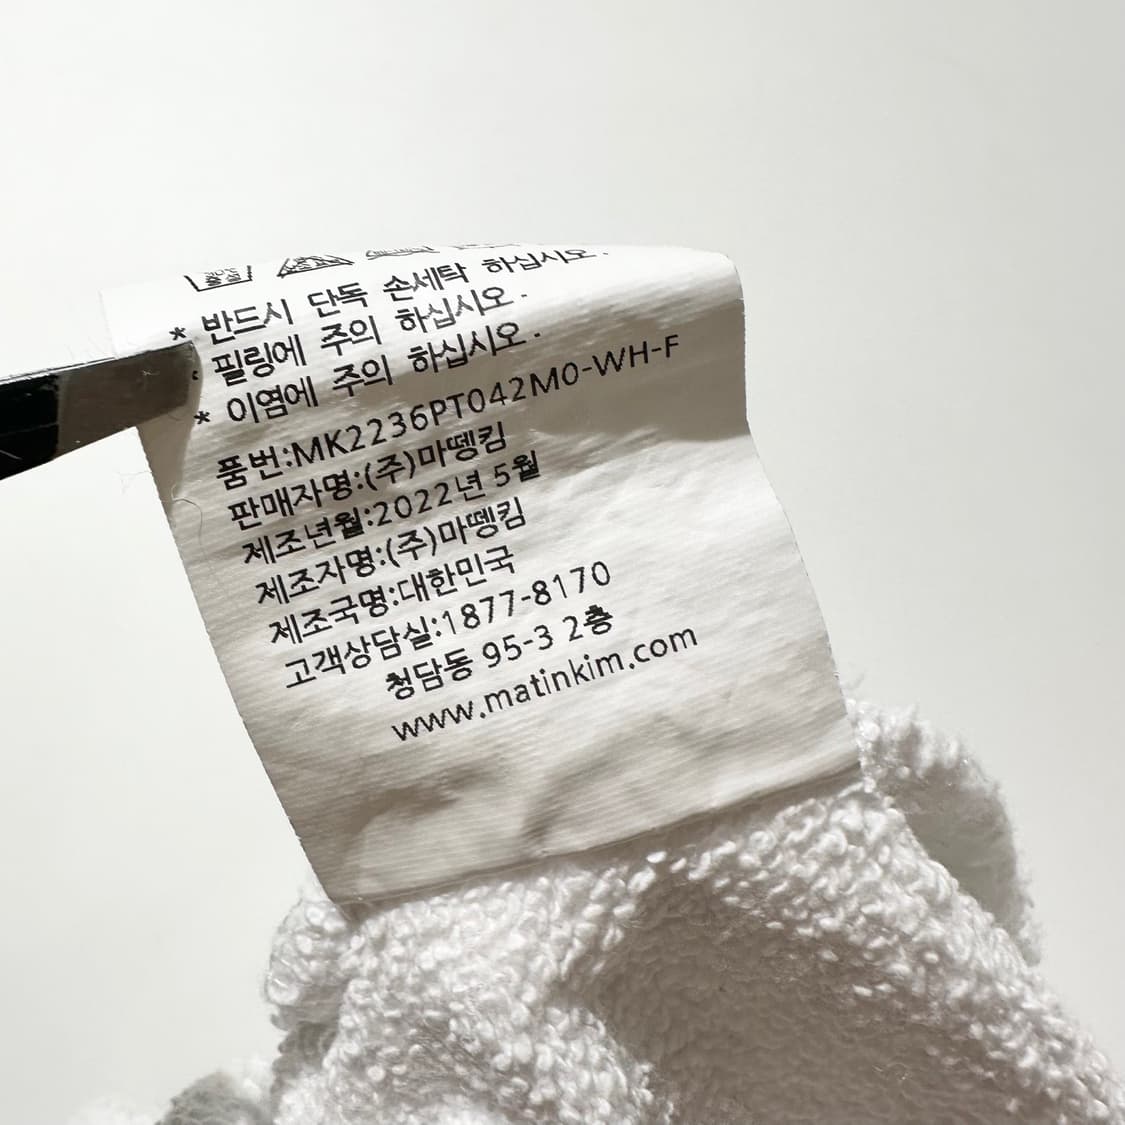 * 반드시 단독 손세탁 하십시오.
필링에 주의 하십시오.
* 이염에 주의 하십시오.
품번:MK2236PT042M0-WH-F
판매자명:(주)마뗑킴
제조년월:2022년 5월
제조자명:(주)마뗑킴
제조국명:대한민국
고객상담실:1877-8170
청담동 95-3 2층
www.matinkim.com